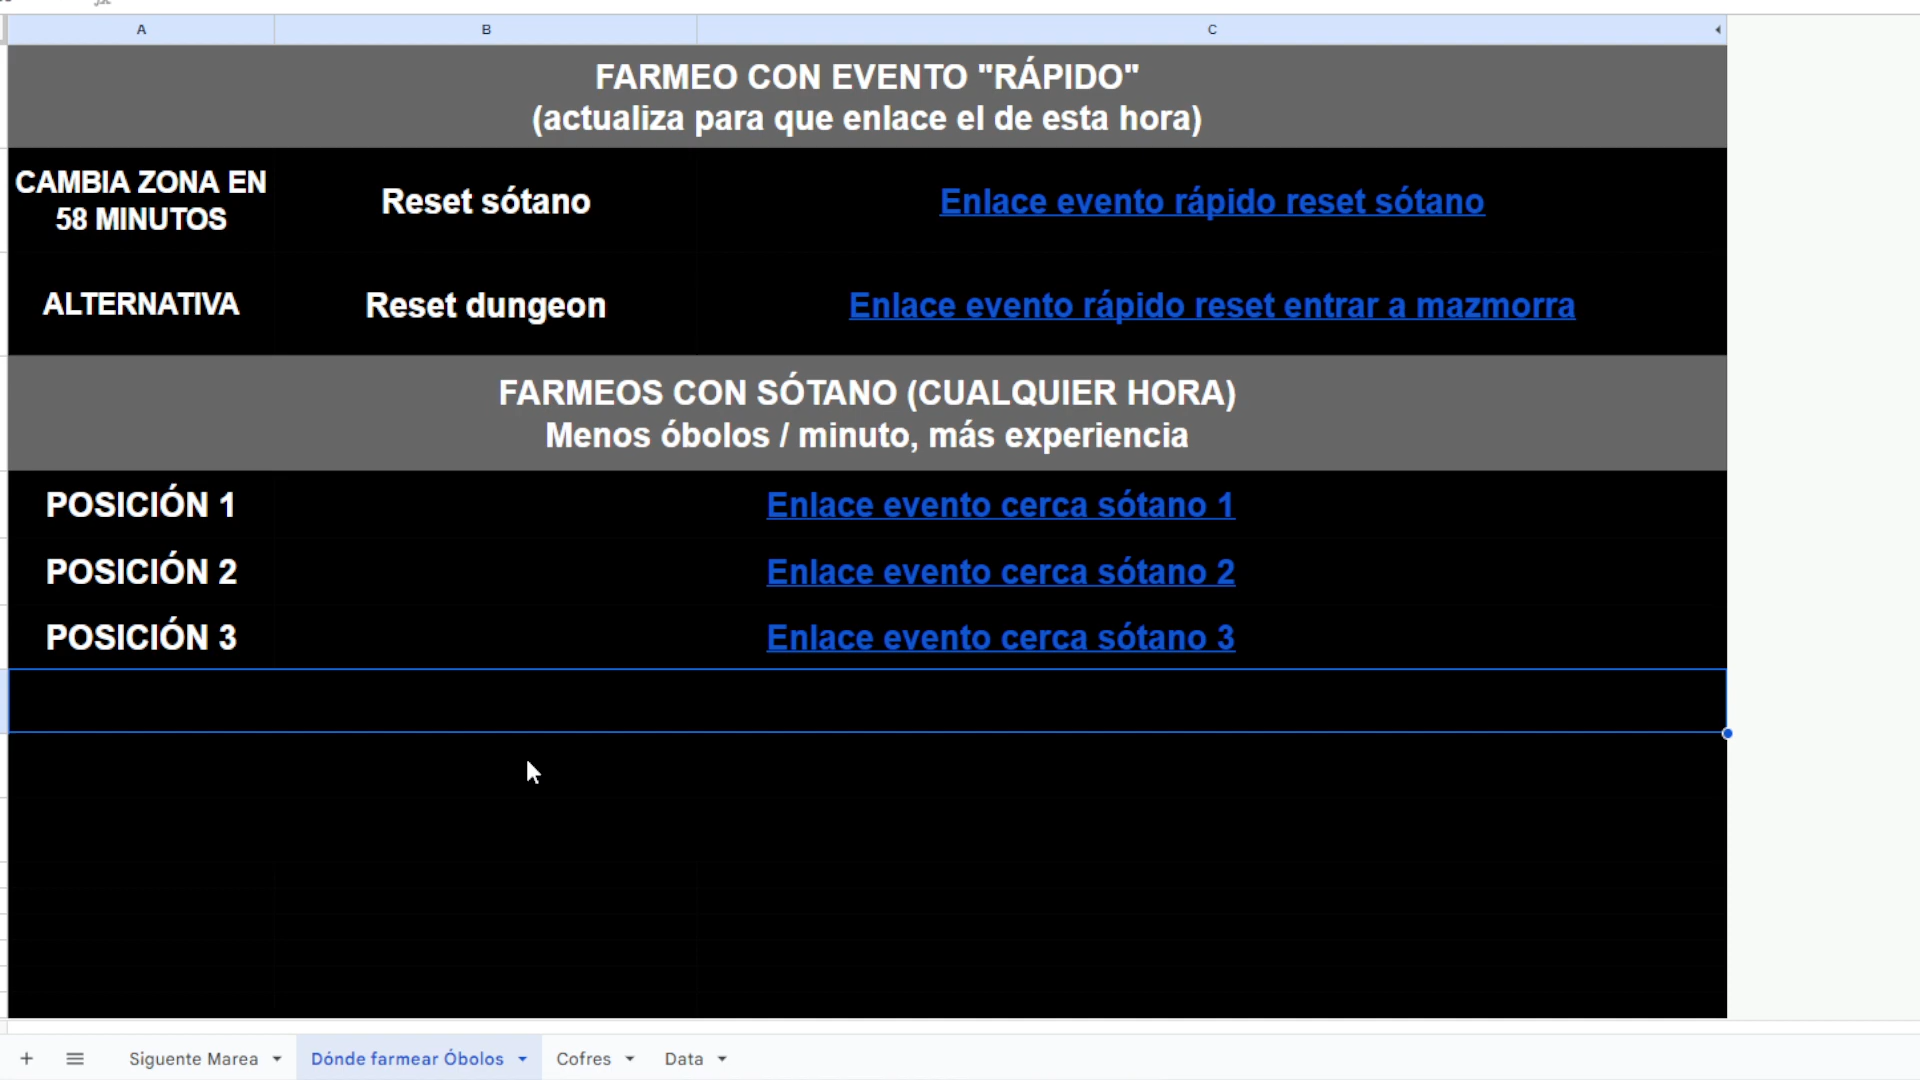 A
B
C
FARMEO CON EVENTO "RÁPIDO"
(actualiza para que enlace el de esta hora)
CAMBIA ZONA EN
58 MINUTOS
Reset sótano
Enlace evento rápido reset sótano
ALTERNATIVA
Reset dungeon
Enlace evento rápido reset entrar a mazmorra
FARMEOS CON SÓTANO (CUALQUIER HORA)
Menos óbolos / minuto, más experiencia
POSICIÓN 1
Enlace evento cerca sótano 1
POSICIÓN 2
Enlace evento cerca sótano 2
POSICIÓN 3
Enlace evento cerca sótano 3
Siguente Marea
Dónde farmear Óbolos
Cofres
Data